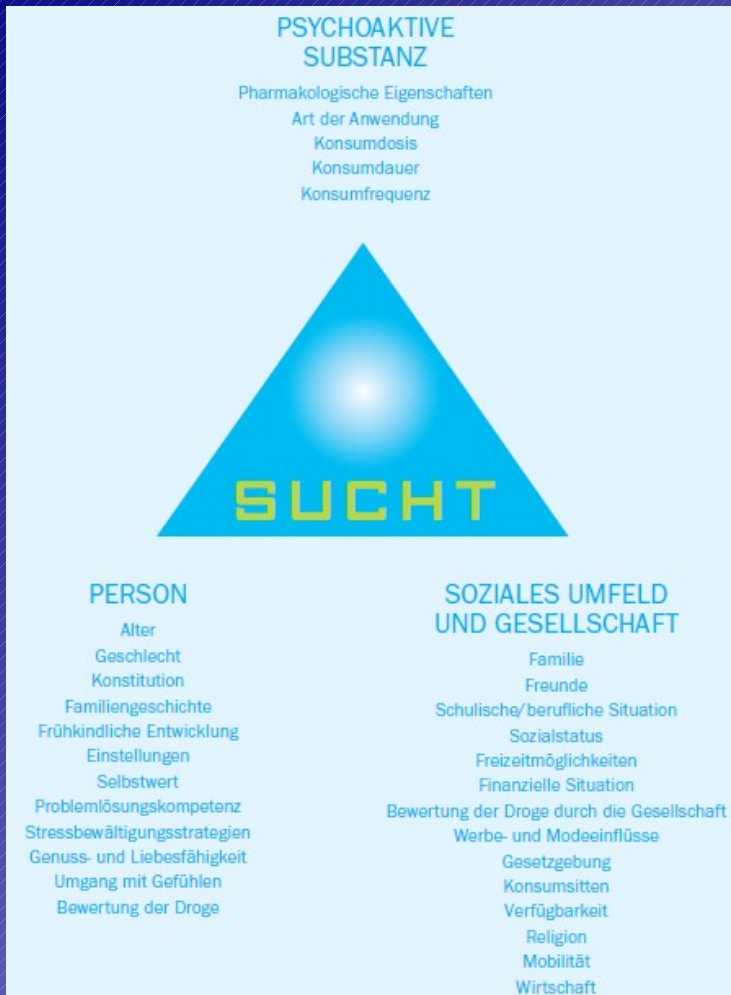 PSYCHOAKTIVE
SUBSTANZ
Pharmakologische Eigenschaften
Art der Anwendung
Konsumdosis
Konsumdauer
Konsumfrequenz
SUCHT
PERSON
Alter
Geschlecht
Konstitution
Familiengeschichte
Frühkindliche Entwicklung
Einstellungen
Selbstwert
Problemlösungskompetenz
Stressbewältigungsstrategien
Genuss- und Liebesfähigkeit
Umgang mit Gefühlen
Bewertung der Droge
SOZIALES UMFELD
UND GESELLSCHAFT
Familie
Freunde
Schulische/berufliche Situation
Sozialstatus
Freizeitmöglichkeiten
Finanzielle Situation
Bewertung der Droge durch die Gesellschaft
Werbe- und Modeeinflüsse
Gesetzgebung
Konsumsitten
Verfügbarkeit
Religion
Mobilität
Wirtschaft